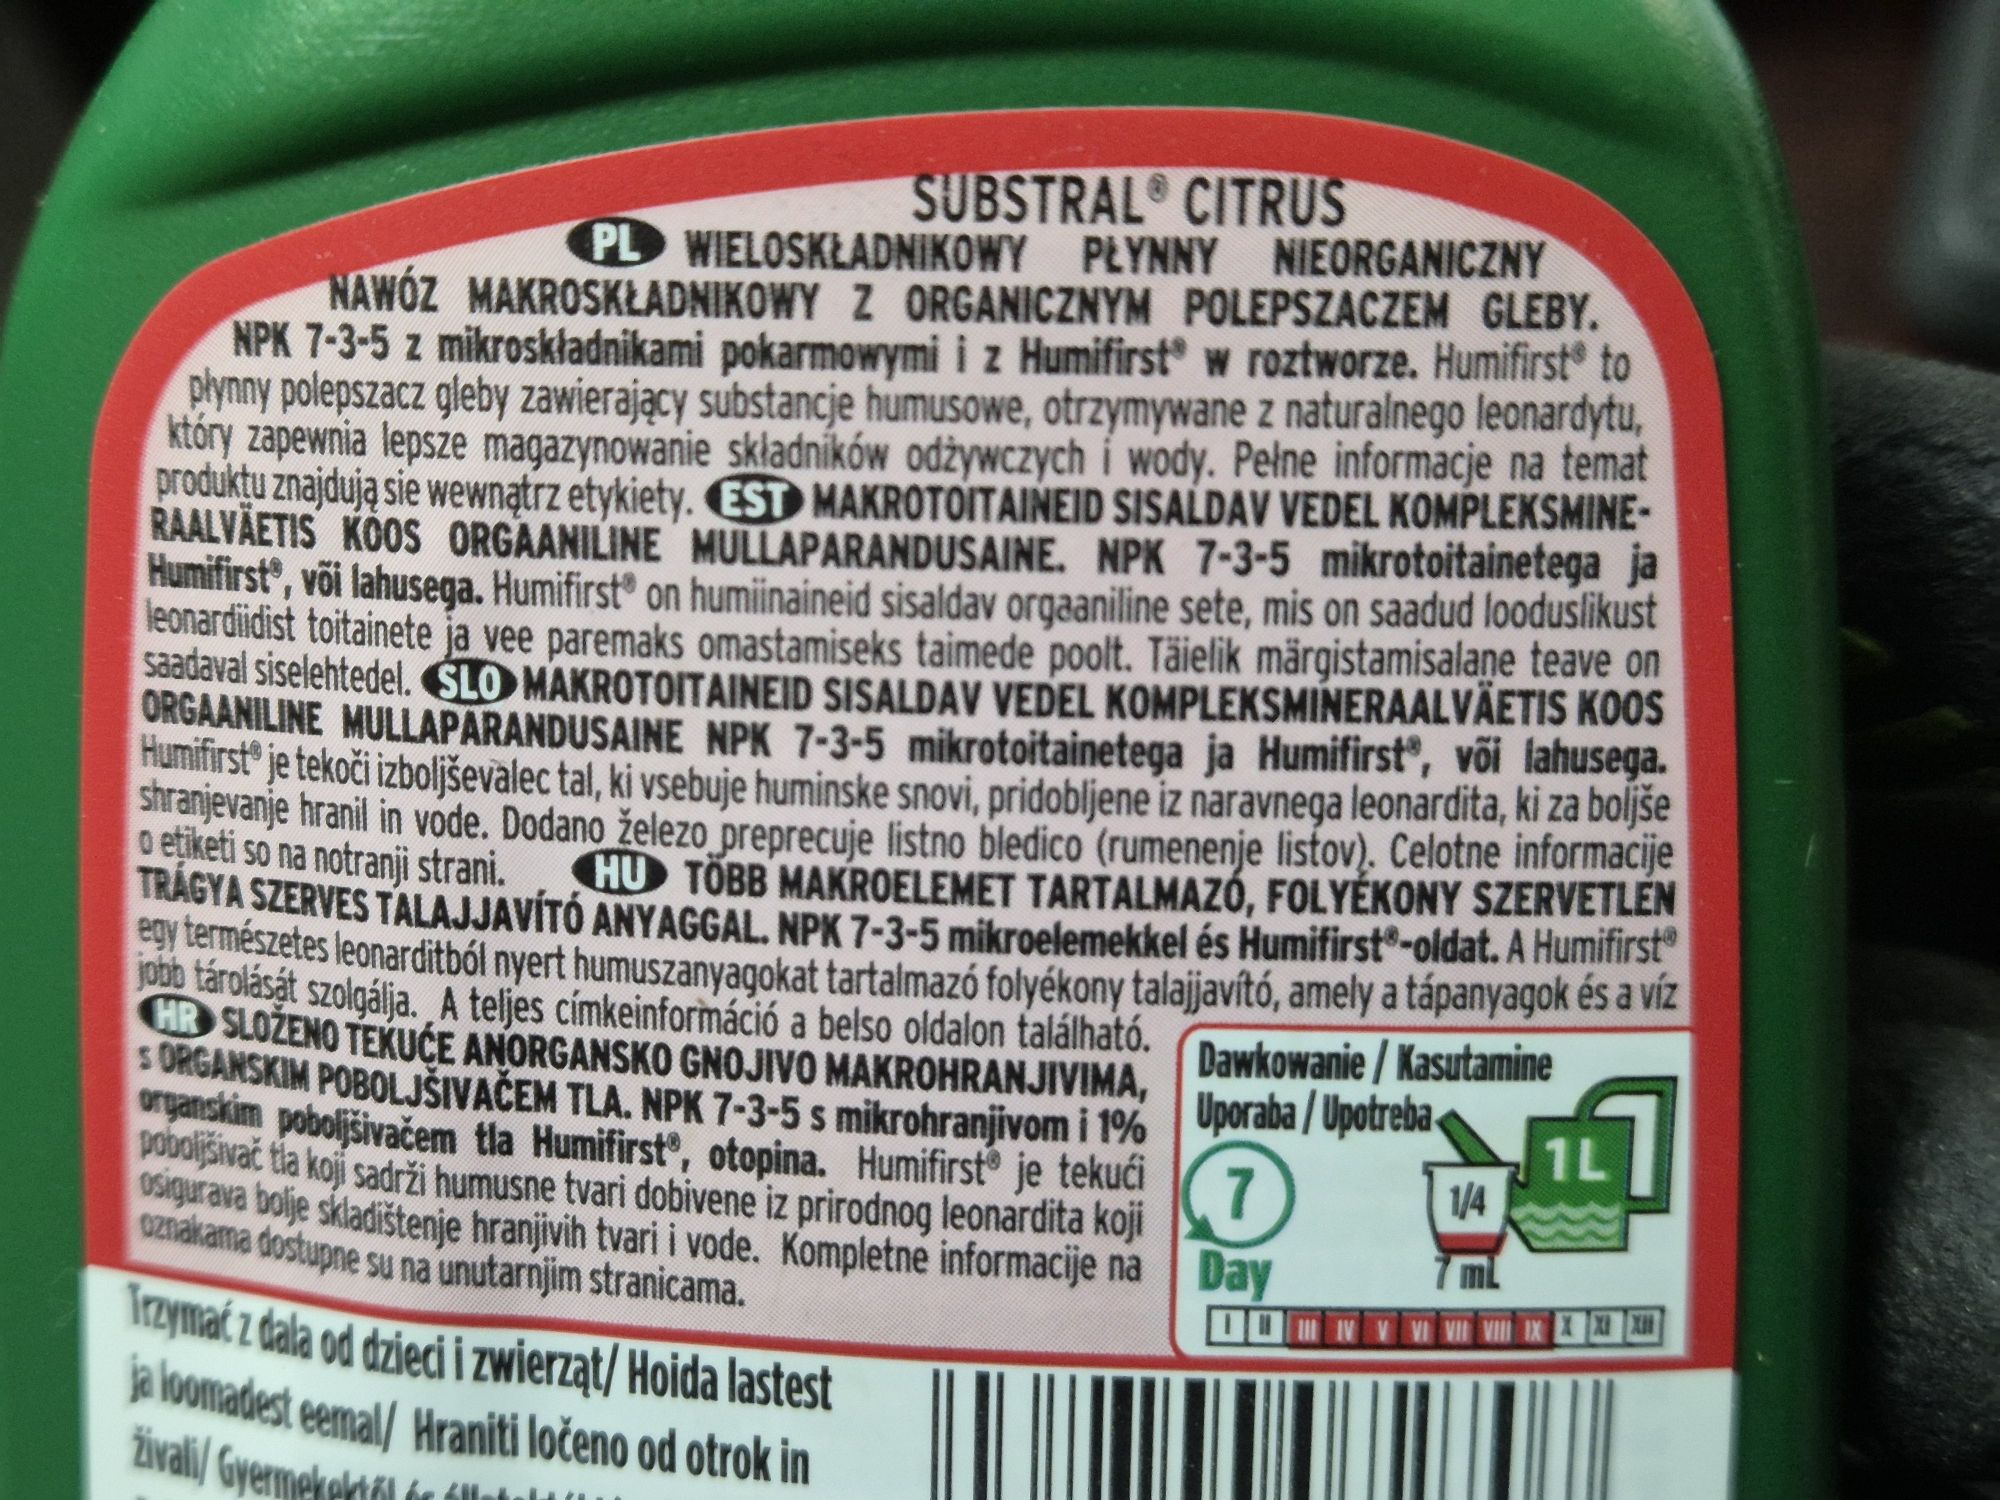 SUBSTRAL® CITRUS
PL WIELOSKŁADNIKOWY PŁYNNY NIEORGANICZNY
NAWÓZ MAKROSKŁADNIKOWY Z ORGANICZNYM POLEPSZACZEM GLEBY.
NPK 7-3-5 z mikroskładnikami pokarmowymi i z Humifirst® w roztworze. Humifirst® to
płynny polepszacz gleby zawierający substancje humusowe, otrzymywane z naturalnego leonardytu,
który zapewnia lepsze magazynowanie składników odżywczych i wody. Pełne informacje na temat
produktu znajdują sie wewnątrz etykiety. EST MAKROTOITAINEID SISALDAV VEDEL KOMPLEKSMINE-
RAALVÄETIS KOOS ORGAANILINE MULLAPARANDUSAINE. NPK 7-3-5 mikrotoitainetega ja
Humifirst®, või lahusega. Humifirst® on humiinaineid sisaldav orgaaniline sete, mis on saadud looduslikust
leonardiidist toitainete ja vee paremaks omastamiseks taimede poolt. Täielik märgistamisalane teave on
saadaval siselehtedel. SLO MAKROTOITAINEID SISALDAV VEDEL KOMPLEKSMINERAALVÄETIS KOOS
ORGAANILINE MULLAPARANDUSAINE NPK 7-3-5 mikrotoitainetega ja Humifirst®, või lahusega.
Humifirst® je tekoči izboljševalec tal, ki vsebuje huminske snovi, pridobljene iz naravnega leonardita, ki za boljše
shranjevanje hranil in vode. Dodano železo preprecuje listno bledico (rumenenje listov). Celotne informacije
o etiketi so na notranji strani. HU TÖBB MAKROELEMET TARTALMAZÓ, FOLYÉKONY SZERVETLEN
TRÁGYA SZERVES TALAJJAVÍTÓ ANYAGGAL. NPK 7-3-5 mikroelemekkel és Humifirst®-oldat. A Humifirst®
egy természetes leonarditból nyert humuszanyagokat tartalmazó folyékony talajjavító, amely a tápanyagok és a víz
jobb tárolását szolgálja. A teljes címkeinformáció a belso oldalon található.
HR SLOŽENO TEKUĆE ANORGANSKO GNOJIVO MAKROHRANJIVIMA,
s ORGANSKIM POBOLJŠIVAČEM TLA. NPK 7-3-5 s mikrohranjivom i 1%
organskim poboljšivačem tla Humifirst®, otopina. Humifirst® je tekući
poboljšivač tla koji sadrži humusne tvari dobivene iz prirodnog leonardita koji
osigurava bolje skladištenje hranjivih tvari i vode. Kompletne informacije na
oznakama dostupne su na unutarnjim stranicama.
Dawkowanie / Kasutamine
Uporaba / Upotreba
7
Day
1/4
1L
7 mL
I II III IV V VI VII VIII IX X XI XII
Trzymać z dala od dzieci i zwierząt/ Hoida lastest
ja loomadest eemal/ Hraniti ločeno od otrok in
živali/ Gyermekektől és